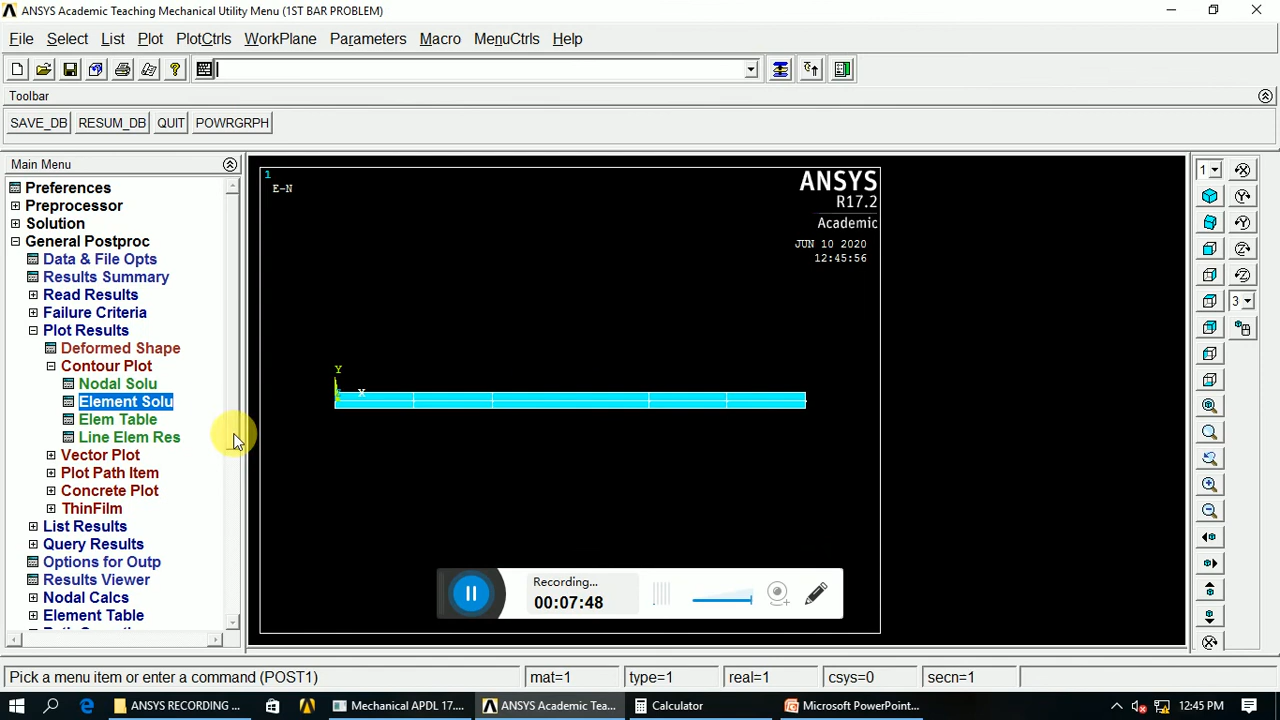 ANSYS Academic Teaching Mechanical Utility Menu (1ST BAR PROBLEM)
File Select List Plot PlotCtrls WorkPlane Parameters Macro MenuCtrls Help
Toolbar
SAVE_DB RESUM_DB QUIT POWRGRPH
Main Menu
Preferences
Preprocessor
Solution
General Postproc
Data & File Opts
Results Summary
Read Results
Failure Criteria
Plot Results
Deformed Shape
Contour Plot
Nodal Solu
Element Solu
Elem Table
Line Elem Res
Vector Plot
Plot Path Item
Concrete Plot
ThinFilm
List Results
Query Results
Options for Outp
Results Viewer
Nodal Calcs
Element Table
1
E-N
ANSYS
R17.2
Academic
JUN 10 2020
12:45:56
Y
X
Recording...
00:07:48
1
3
Pick a menu item or enter a command (POST1) mat=1 type=1 real=1 csys=0 secn=1
ANSYS RECORDING ... Mechanical APDL 17.... ANSYS Academic Tea... Calculator Microsoft PowerPoint... 12:45 PM